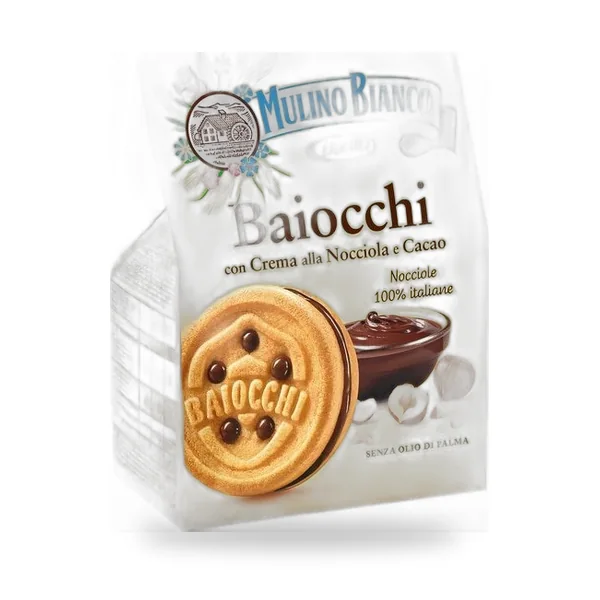 MULINO BIANCO
Baiocchi
con Crema alla Nocciola e Cacao
Nocciole
100% italiane
BAIOCCHI
SENZA OLIO DI PALMA